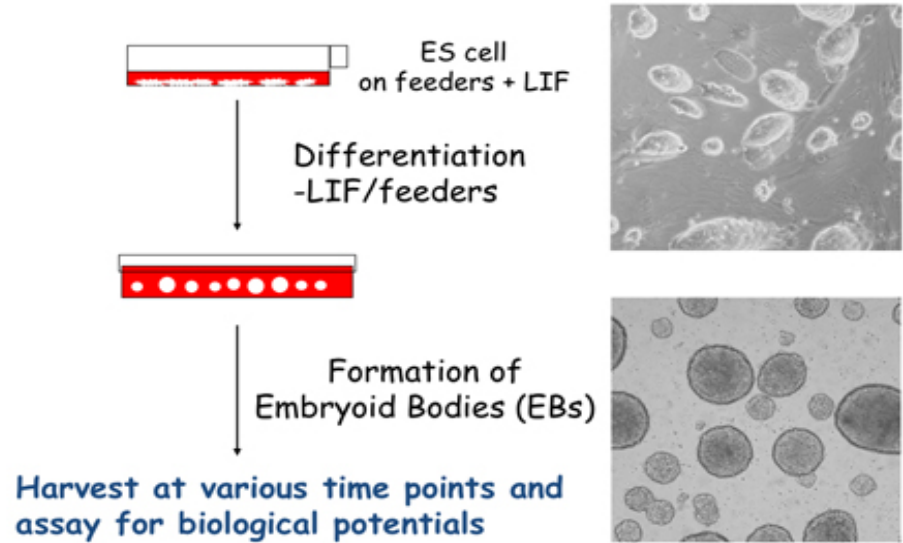 ES cell
on feeders + LIF
Differentiation
-LIF/feeders
Formation of
Embryoid Bodies (EBs)
Harvest at various time points and
assay for biological potentials